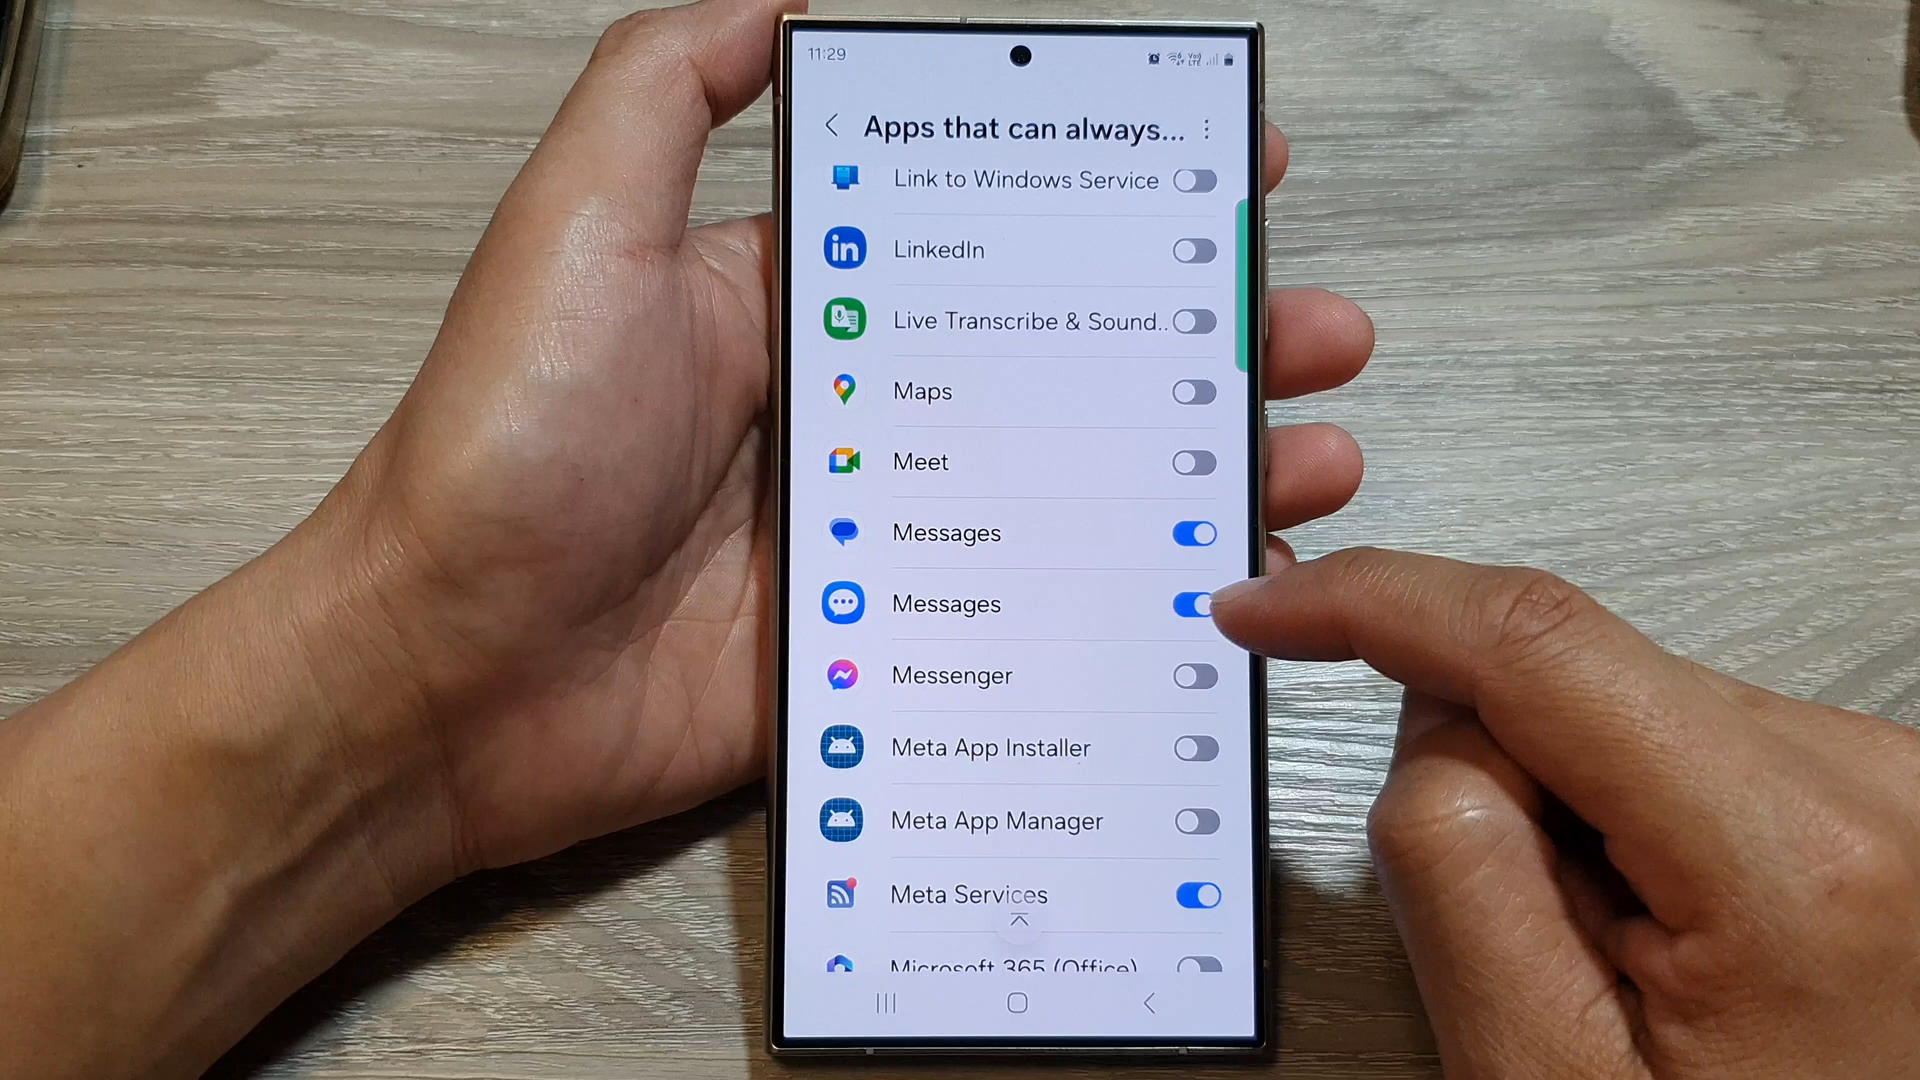 11:29
Apps that can always...
Link to Windows Service
in LinkedIn
Live Transcribe & Sound..
Maps
Meet
Messages
Messages
Messenger
Meta App Installer
Meta App Manager
Meta Services
Microsoft 365 (Office)